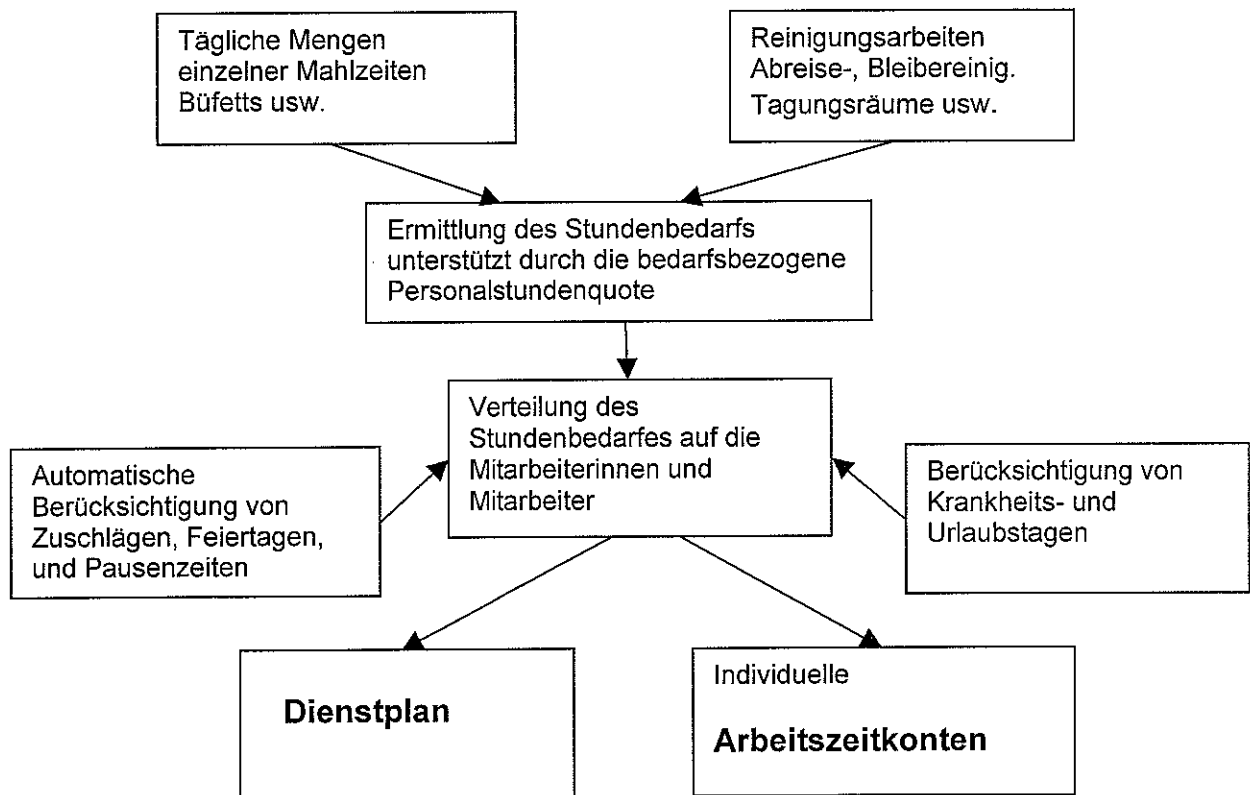 Tägliche Mengen
einzelner Mahlzeiten
Büfetts usw.
Reinigungsarbeiten
Abreise-, Bleibereinig.
Tagungsräume usw.
Ermittlung des Stundenbedarfs
unterstützt durch die bedarfsbezogene
Personalstundenquote
Verteilung des
Stundenbedarfes auf die
Mitarbeiterinnen und
Mitarbeiter
Automatische
Berücksichtigung von
Zuschlägen, Feiertagen,
und Pausenzeiten
Berücksichtigung von
Krankheits- und
Urlaubstagen
Dienstplan
Individuelle
Arbeitszeitkonten